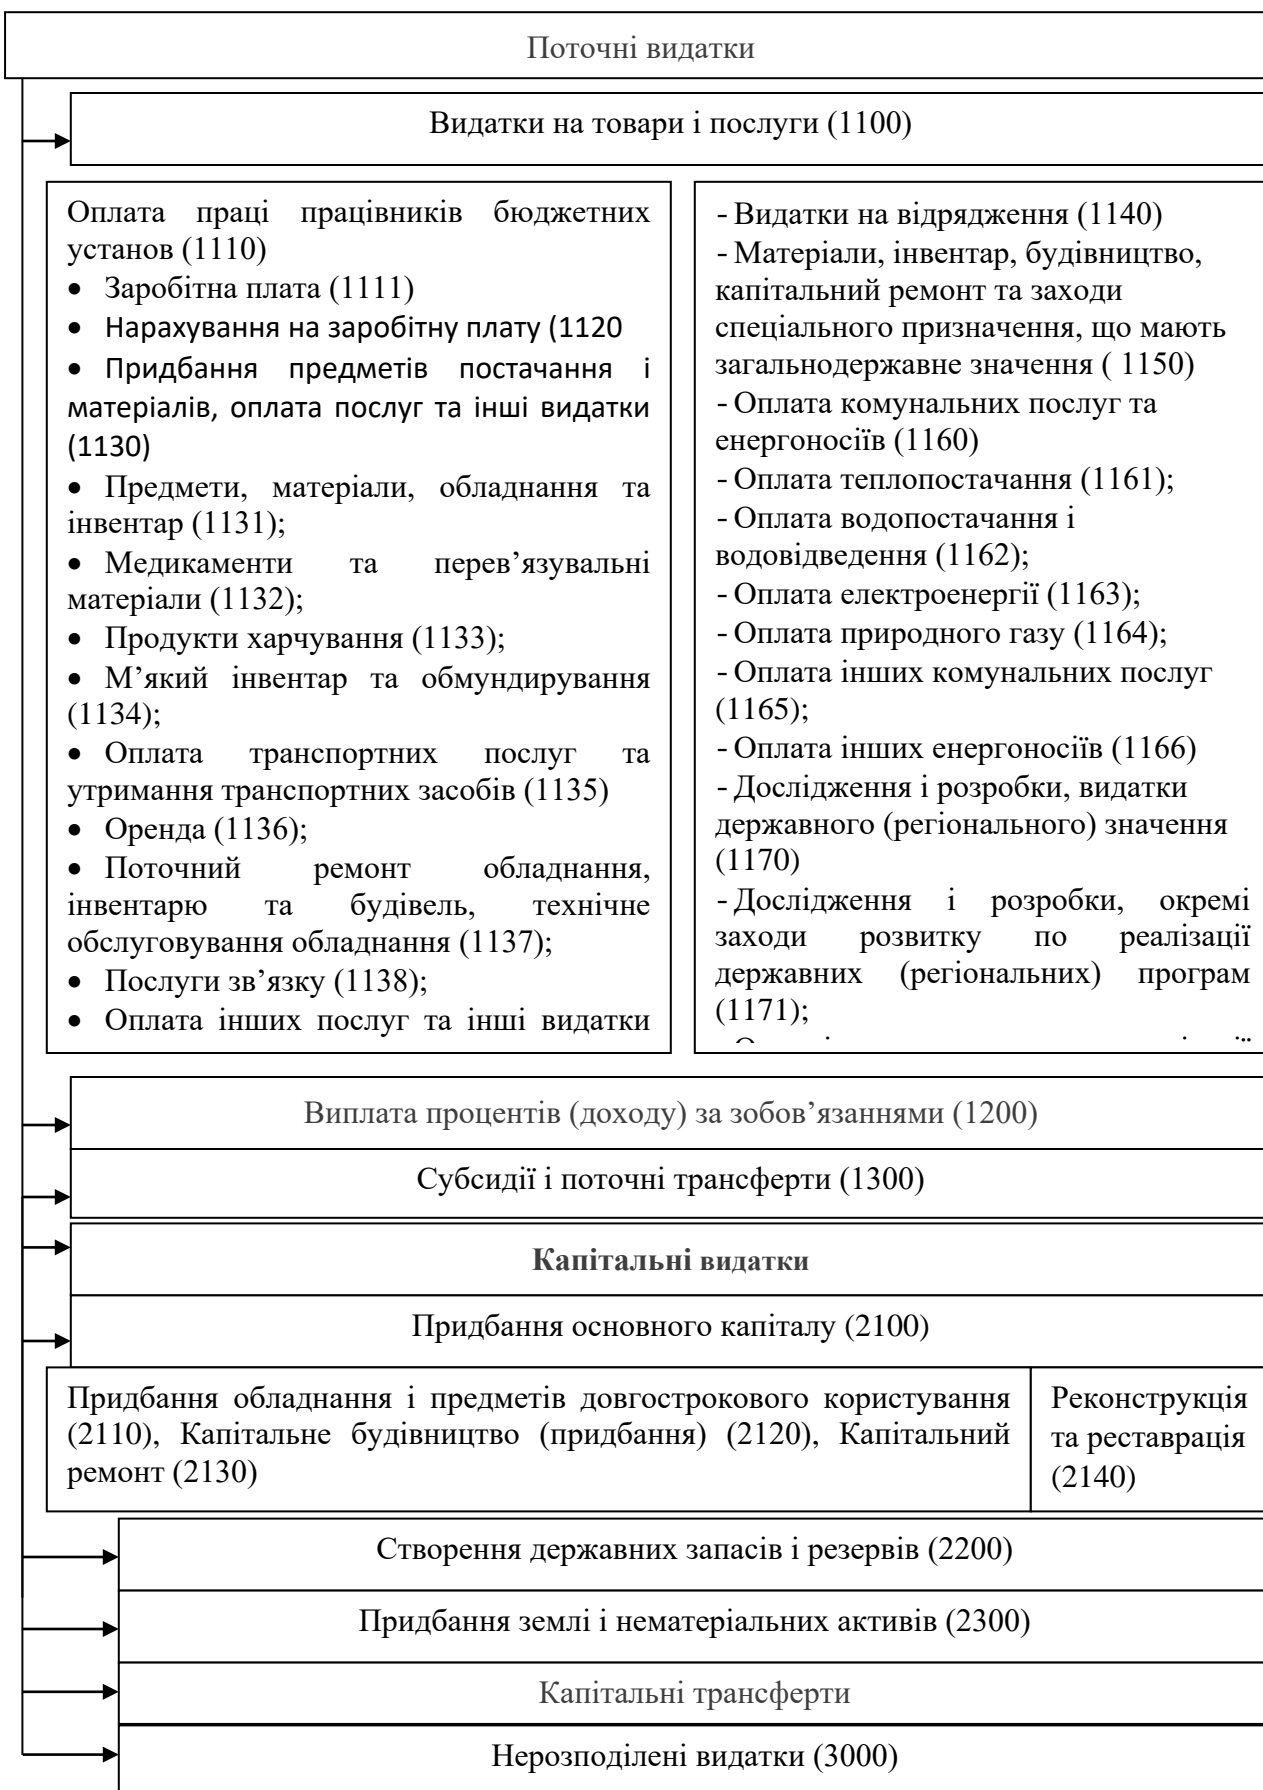 Поточні видатки
Видатки на товари і послуги (1100)
Оплата праці працівників бюджетних
установ (1110)
• Заробітна плата (1111)
• Нарахування на заробітну плату (1120
• Придбання предметів постачання і
матеріалів, оплата послуг та інші видатки
(1130)
• Предмети, матеріали, обладнання та
інвентар (1131);
• Медикаменти та перев’язувальні
матеріали (1132);
• Продукти харчування (1133);
• М’який інвентар та обмундирування
(1134);
• Оплата транспортних послуг та
утримання транспортних засобів (1135)
• Оренда (1136);
• Поточний ремонт обладнання,
інвентарю та будівель, технічне
обслуговування обладнання (1137);
• Послуги зв’язку (1138);
• Оплата інших послуг та інші видатки
- Видатки на відрядження (1140)
- Матеріали, інвентар, будівництво,
капітальний ремонт та заходи
спеціального призначення, що мають
загальнодержавне значення ( 1150)
- Оплата комунальних послуг та
енергоносіїв (1160)
- Оплата теплопостачання (1161);
- Оплата водопостачання і
водовідведення (1162);
- Оплата електроенергії (1163);
- Оплата природного газу (1164);
- Оплата інших комунальних послуг
(1165);
- Оплата інших енергоносіїв (1166)
- Дослідження і розробки, видатки
державного (регіонального) значення
(1170)
- Дослідження і розробки, окремі
заходи розвитку по реалізації
державних (регіональних) програм
(1171);
Виплата процентів (доходу) за зобов’язаннями (1200)
Субсидії і поточні трансферти (1300)
Капітальні видатки
Придбання основного капіталу (2100)
Придбання обладнання і предметів довгострокового користування
(2110), Капітальне будівництво (придбання) (2120), Капітальний
ремонт (2130)
Реконструкція
та реставрація
(2140)
Створення державних запасів і резервів (2200)
Придбання землі і нематеріальних активів (2300)
Капітальні трансферти
Нерозподілені видатки (3000)